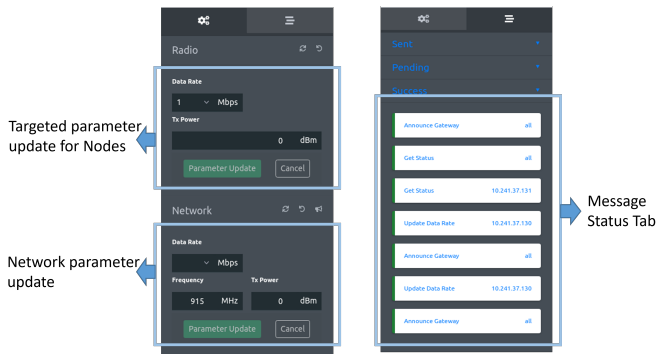 Radio
Data Rate
1 Mbps
Tx Power
0 dBm
Parameter Update Cancel
Network
Data Rate
Mbps
Frequency Tx Power
915 MHz 0 dBm
Parameter Update Cancel
Targeted parameter
update for Nodes
Network parameter
update
Sent
Pending
Success
Announce Gateway all
Get Status all
Get Status 10.241.37.131
Update Data Rate 10.241.37.130
Announce Gateway all
Update Data Rate 10.241.37.130
Announce Gateway all
Message
Status Tab